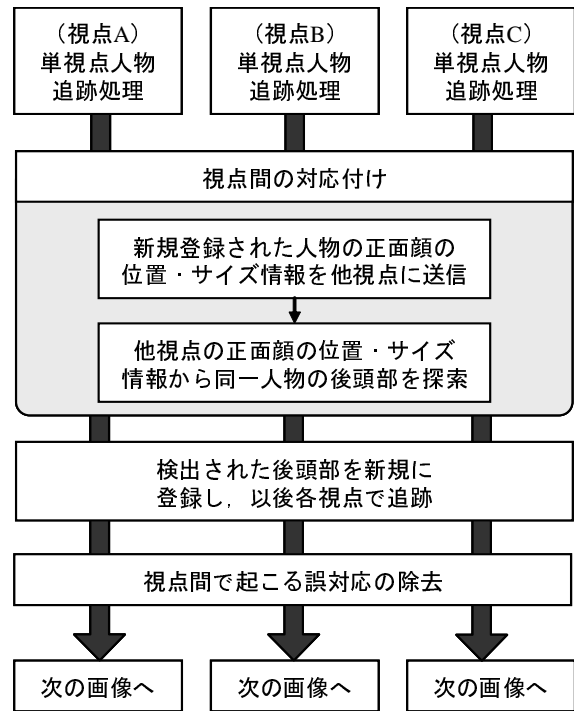 （視点A）
単視点人物
追跡処理
（視点B）
単視点人物
追跡処理
（視点C）
単視点人物
追跡処理
視点間の対応付け
新規登録された人物の正面顔の
位置・サイズ情報を他視点に送信
他視点の正面顔の位置・サイズ
情報から同一人物の後頭部を探索
検出された後頭部を新規に
登録し，以後各視点で追跡
視点間で起こる誤対応の除去
次の画像へ
次の画像へ
次の画像へ